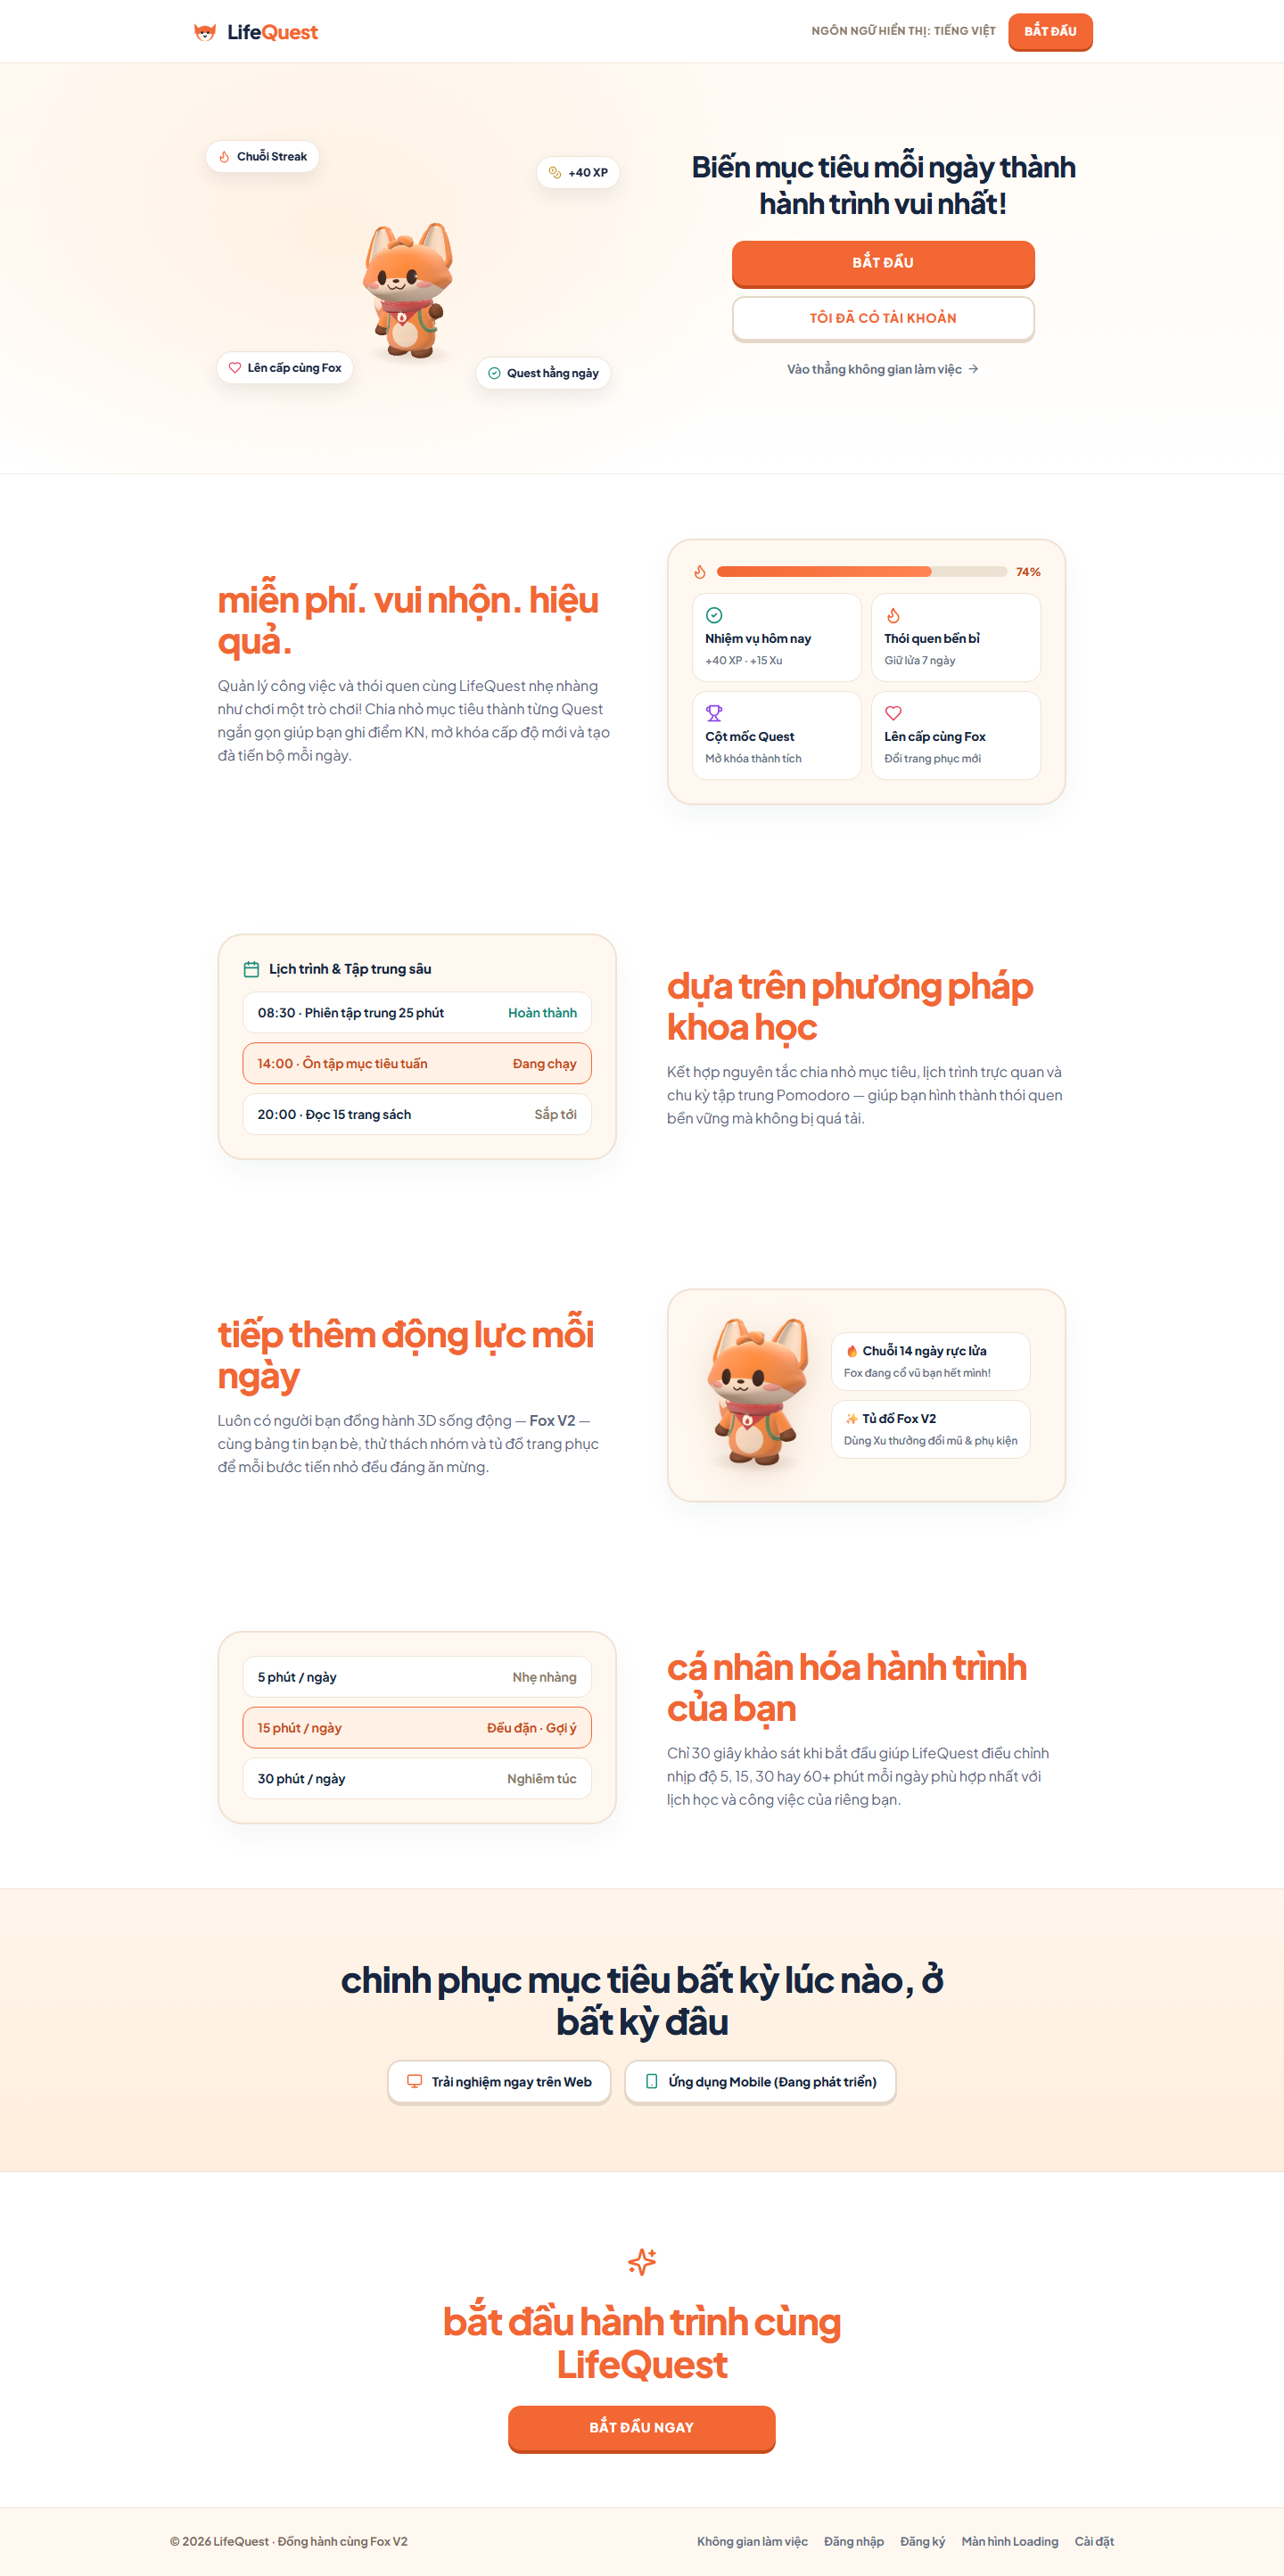 LifeQuest
NGÔN NGỮ HIỂN THỊ: TIẾNG VIỆT
BẮT ĐẦU
Chuỗi Streak
+40 XP
Lên cấp cùng Fox
Quest hằng ngày
Biến mục tiêu mỗi ngày thành
hành trình vui nhất!
BẮT ĐẦU
TÔI ĐÃ CÓ TÀI KHOẢN
Vào thẳng không gian làm việc →
miễn phí. vui nhộn. hiệu
quả.
Quản lý công việc và thói quen cùng LifeQuest nhẹ nhàng
như chơi một trò chơi! Chia nhỏ mục tiêu thành từng Quest
ngắn gọn giúp bạn ghi điểm KN, mở khóa cấp độ mới và tạo
đà tiến bộ mỗi ngày.
74%
Nhiệm vụ hôm nay
+40 XP · +15 Xu
Thói quen bền bỉ
Giữ lửa 7 ngày
Cột mốc Quest
Mở khóa thành tích
Lên cấp cùng Fox
Đổi trang phục mới
Lịch trình & Tập trung sâu
08:30 · Phiên tập trung 25 phút
Hoàn thành
14:00 · Ôn tập mục tiêu tuần
Đang chạy
20:00 · Đọc 15 trang sách
Sắp tới
dựa trên phương pháp
khoa học
Kết hợp nguyên tắc chia nhỏ mục tiêu, lịch trình trực quan và
chu kỳ tập trung Pomodoro — giúp bạn hình thành thói quen
bền vững mà không bị quá tải.
tiếp thêm động lực mỗi
ngày
Luôn có người bạn đồng hành 3D sống động — Fox V2 —
cùng bảng tin bạn bè, thử thách nhóm và tủ đồ trang phục
để mỗi bước tiến nhỏ đều đáng ăn mừng.
🔥 Chuỗi 14 ngày rực lửa
Fox đang cổ vũ bạn hết mình!
✨ Tủ đồ Fox V2
Dùng Xu thưởng đổi mũ & phụ kiện
5 phút / ngày
Nhẹ nhàng
15 phút / ngày
Đều đặn · Gợi ý
30 phút / ngày
Nghiêm túc
cá nhân hóa hành trình
của bạn
Chỉ 30 giây khảo sát khi bắt đầu giúp LifeQuest điều chỉnh
nhịp độ 5, 15, 30 hay 60+ phút mỗi ngày phù hợp nhất với
lịch học và công việc của riêng bạn.
chinh phục mục tiêu bất kỳ lúc nào, ở
bất kỳ đâu
Trải nghiệm ngay trên Web
Ứng dụng Mobile (Đang phát triển)
bắt đầu hành trình cùng
LifeQuest
BẮT ĐẦU NGAY
© 2026 LifeQuest · Đồng hành cùng Fox V2
Không gian làm việc
Đăng nhập
Đăng ký
Màn hình Loading
Cài đặt